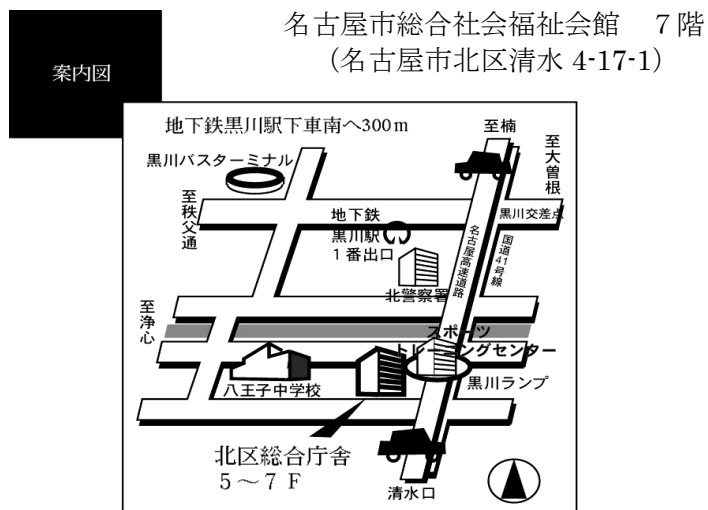 名古屋市総合社会福祉会館　７階
（名古屋市北区清水 4-17-1）
案内図
地下鉄黒川駅下車南へ300m
至楠
至大曽根
黒川バスターミナル
至秩父通
地下鉄
黒川駅
１番出口
黒川交差点
名古屋高速道路
国道41号線
北警察署
至浄心
スポーツ
トレーニングセンター
八王子中学校
黒川ランプ
北区総合庁舎
５～７Ｆ
清水口